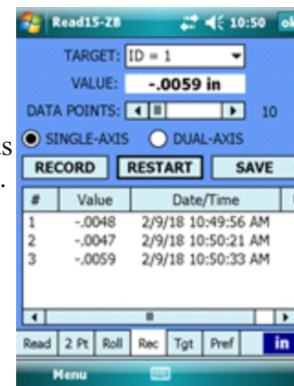 Read15-ZB 10:50 ok
TARGET: ID = 1
VALUE: -.0059 in
DATA POINTS: 10
SINGLE-AXIS DUAL-AXIS
RECORD RESTART SAVE
# Value Date/Time
1 -.0048 2/9/18 10:49:56 AM
2 -.0047 2/9/18 10:50:21 AM
3 -.0059 2/9/18 10:50:33 AM
Read 2 Pt Roll Rec Tgt Pref in
Menu